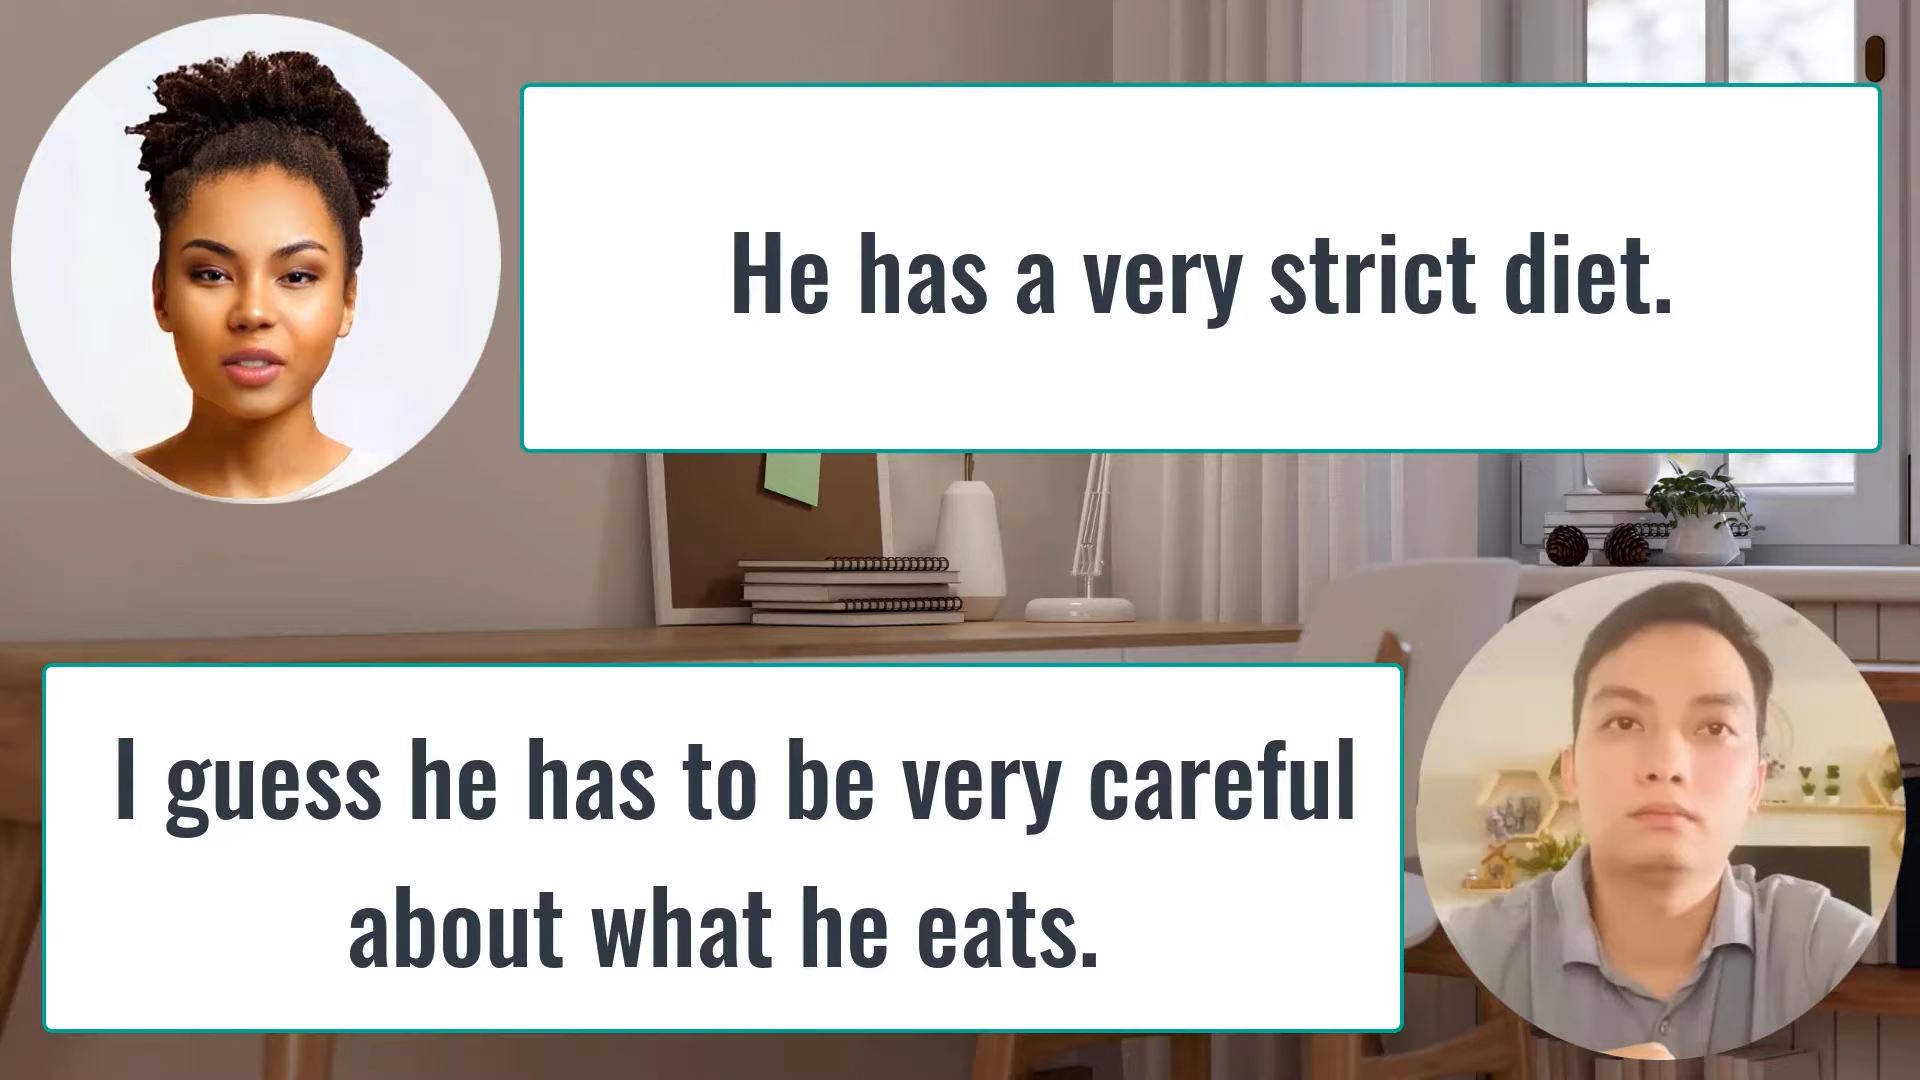 He has a very strict diet.
I guess he has to be very careful
about what he eats.